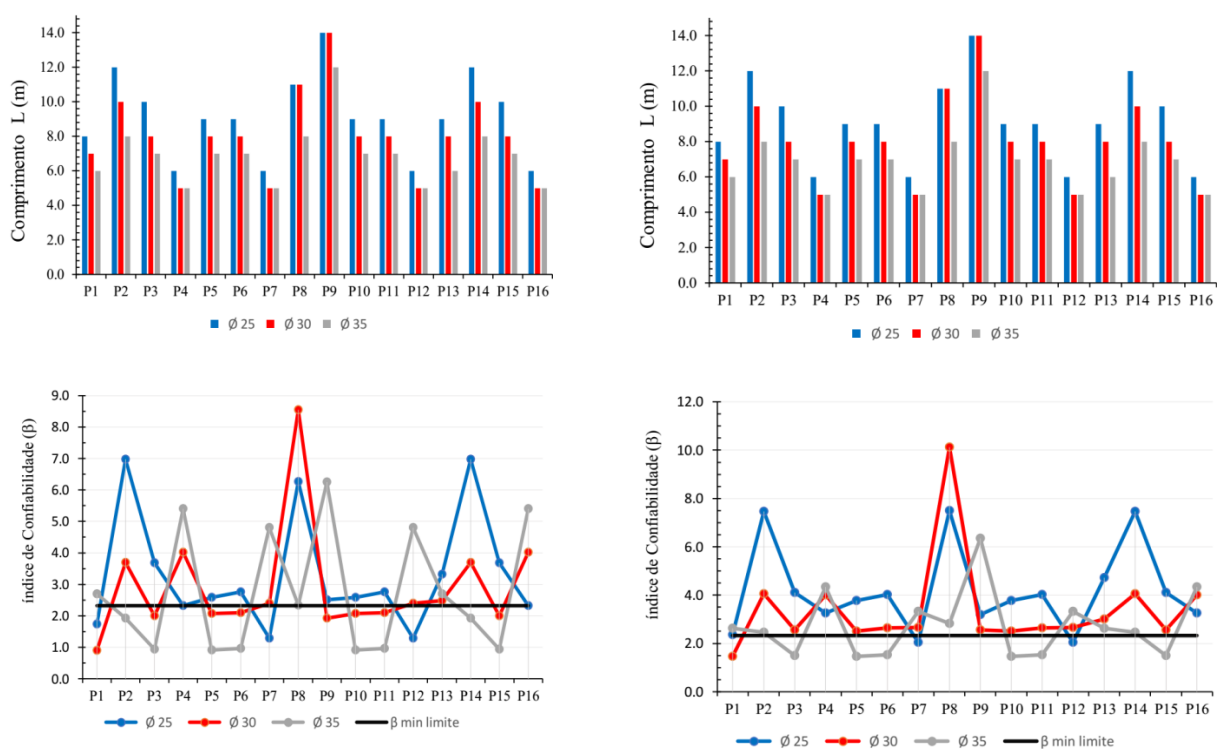 Comprimento L (m)
14.0
12.0
10.0
8.0
6.0
4.0
2.0
0.0
P1 P2 P3 P4 P5 P6 P7 P8 P9 P10 P11 P12 P13 P14 P15 P16
Ø 25 Ø 30 Ø 35
Comprimento L (m)
14.0
12.0
10.0
8.0
6.0
4.0
2.0
0.0
P1 P2 P3 P4 P5 P6 P7 P8 P9 P10 P11 P12 P13 P14 P15 P16
Ø 25 Ø 30 Ø 35
índice de Confiabilidade (β)
9.0
8.0
7.0
6.0
5.0
4.0
3.0
2.0
1.0
0.0
P1 P2 P3 P4 P5 P6 P7 P8 P9 P10 P11 P12 P13 P14 P15 P16
Ø 25 Ø 30 Ø 35 β min limite
índice de Confiabilidade (β)
12.0
10.0
8.0
6.0
4.0
2.0
0.0
P1 P2 P3 P4 P5 P6 P7 P8 P9 P10 P11 P12 P13 P14 P15 P16
Ø 25 Ø 30 Ø 35 β min limite